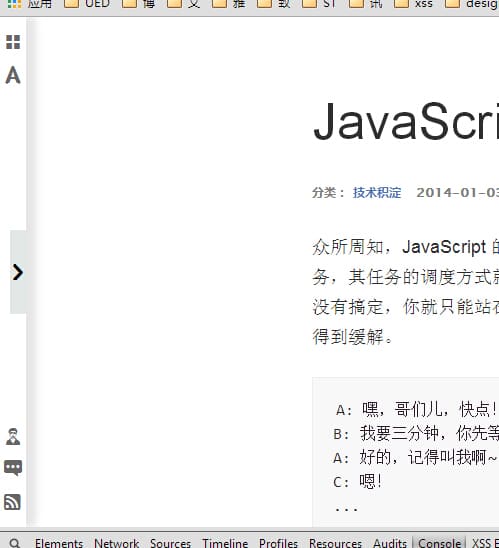 应用 UED 博 文 雅 致 ST 讯 xss desig
A
JavaScri
分类： 技术积淀 2014-01-03
众所周知，JavaScript 的
务，其任务的调度方式就
没有搞定，你就只能站在
得到缓解。
A: 嘿，哥们儿，快点!
B: 我要三分钟，你先等
A: 好的，记得叫我啊~
C: 嗯!
...
Elements Network Sources Timeline Profiles Resources Audits Console XSS E